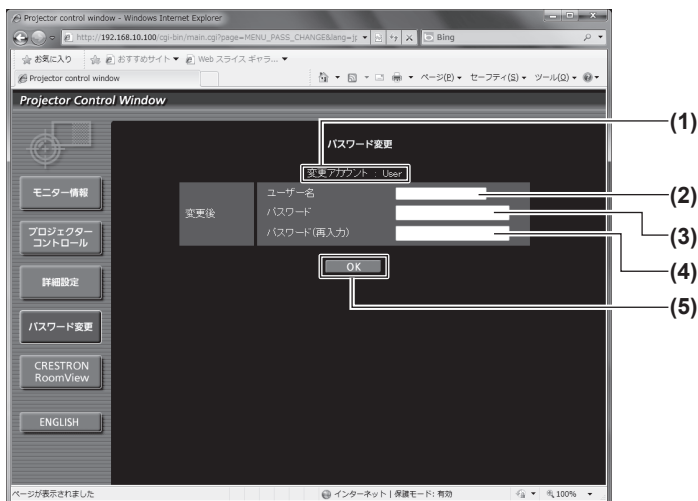 Projector control window - Windows Internet Explorer
http://192.168.10.100/cgi-bin/main.cgi?page=MENU_PASS_CHANGE&lang=j
Bing
お気に入り おすすめサイト Web スライス ギャラ...
Projector control window
ページ(P) セーフティ(S) ツール(O)
Projector Control Window
(1)
パスワード変更
変更アカウント : User
モニター情報
変更後
ユーザー名
(2)
パスワード
(3)
パスワード(再入力)
(4)
プロジェクター
コントロール
OK
(5)
詳細設定
パスワード変更
CRESTRON
RoomView
ENGLISH
ページが表示されました
インターネット | 保護モード: 有効
100%